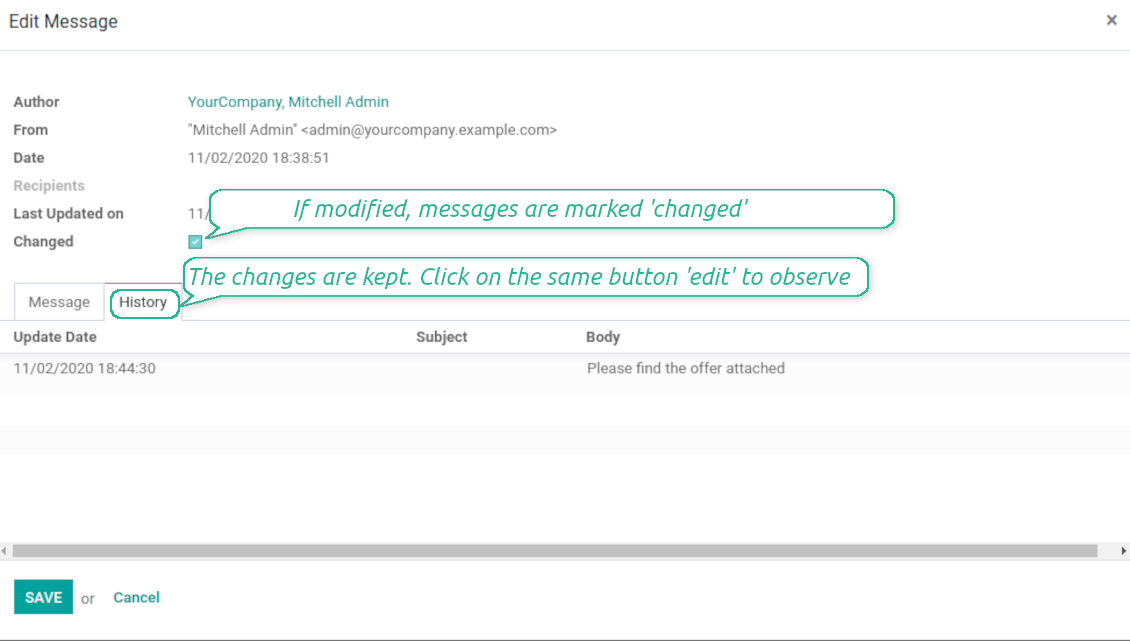 Edit Message ×
Author YourCompany, Mitchell Admin
From "Mitchell Admin" <admin@yourcompany.example.com>
Date 11/02/2020 18:38:51
Recipients
Last Updated on 11/
If modified, messages are marked 'changed'
Changed
The changes are kept. Click on the same button 'edit' to observe
Message History
Update Date Subject Body
11/02/2020 18:44:30 Please find the offer attached
SAVE or Cancel